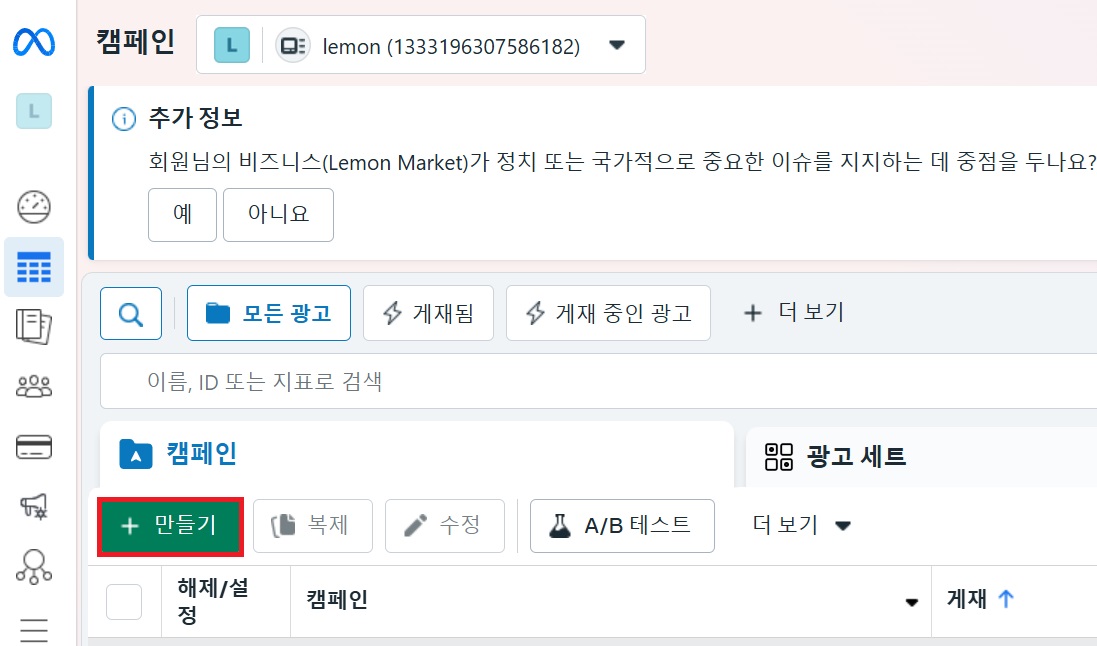 캠페인
L
lemon (1333196307586182)
L
추가 정보
회원님의 비즈니스(Lemon Market)가 정치 또는 국가적으로 중요한 이슈를 지지하는 데 중점을 두나요?
예
아니요
모든 광고
게재됨
게재 중인 광고
+ 더 보기
이름, ID 또는 지표로 검색
캠페인
광고 세트
+ 만들기
복제
수정
A/B 테스트
더 보기
해제/설
정
캠페인
게재 ↑